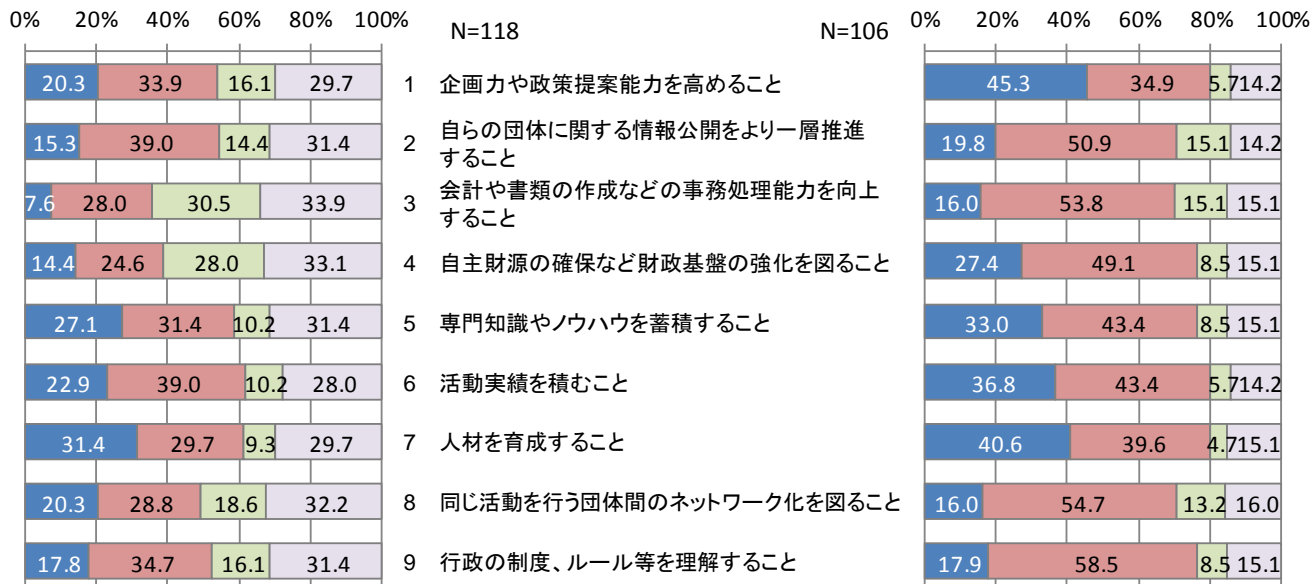 0% 20% 40% 60% 80% 100%
N=118
N=106
0% 20% 40% 60% 80% 100%
20.3 33.9 16.1 29.7
1 企画力や政策提案能力を高めること
45.3 34.9 5.7 14.2
15.3 39.0 14.4 31.4
2 自らの団体に関する情報公開をより一層推進
すること
19.8 50.9 15.1 14.2
7.6 28.0 30.5 33.9
3 会計や書類の作成などの事務処理能力を向上
すること
16.0 53.8 15.1 15.1
14.4 24.6 28.0 33.1
4 自主財源の確保など財政基盤の強化を図ること
27.4 49.1 8.5 15.1
27.1 31.4 10.2 31.4
5 専門知識やノウハウを蓄積すること
33.0 43.4 8.5 15.1
22.9 39.0 10.2 28.0
6 活動実績を積むこと
36.8 43.4 5.7 14.2
31.4 29.7 9.3 29.7
7 人材を育成すること
40.6 39.6 4.7 15.1
20.3 28.8 18.6 32.2
8 同じ活動を行う団体間のネットワーク化を図ること
16.0 54.7 13.2 16.0
17.8 34.7 16.1 31.4
9 行政の制度、ルール等を理解すること
17.9 58.5 8.5 15.1